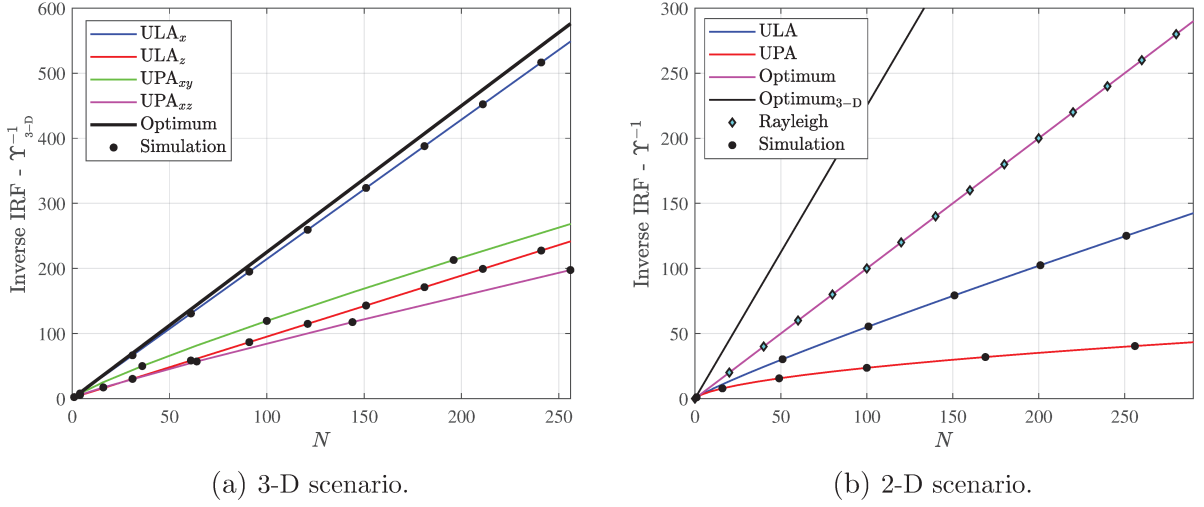 600
500
400
300
200
100
0
Inverse IRF - ϒ⁻¹₃₋D
ULAₓ
ULA_z
UPA_xy
UPA_xz
Optimum
Simulation
0 50 100 150 200 250
N
(a) 3-D scenario.
300
250
200
150
100
50
0
Inverse IRF - ϒ⁻¹
ULA
UPA
Optimum
Optimum₃₋D
Rayleigh
Simulation
0 50 100 150 200 250
N
(b) 2-D scenario.